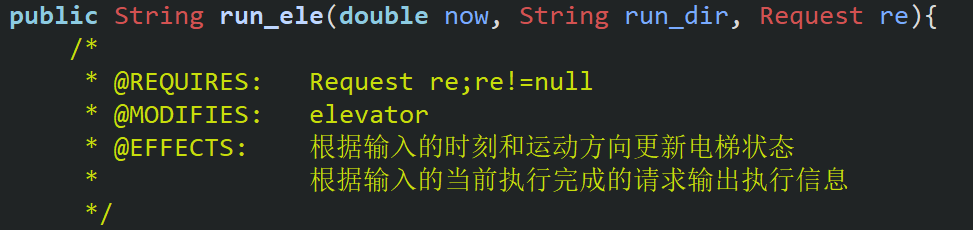 public String run_ele(double now, String run_dir, Request re){
/*
* @REQUIRES: Request re;re!=null
* @MODIFIES: elevator
* @EFFECTS: 根据输入的时刻和运动方向更新电梯状态
* 根据输入的当前执行完成的请求输出执行信息
*/